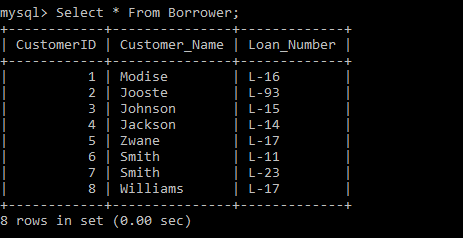 mysql> Select * From Borrower;
+------------+---------------+-------------+
| CustomerID | Customer_Name | Loan_Number |
+------------+---------------+-------------+
|          1 | Modise        | L-16        |
|          2 | Jooste        | L-93        |
|          3 | Johnson       | L-15        |
|          4 | Jackson       | L-14        |
|          5 | Zwane         | L-17        |
|          6 | Smith         | L-11        |
|          7 | Smith         | L-23        |
|          8 | Williams      | L-17        |
+------------+---------------+-------------+
8 rows in set (0.00 sec)